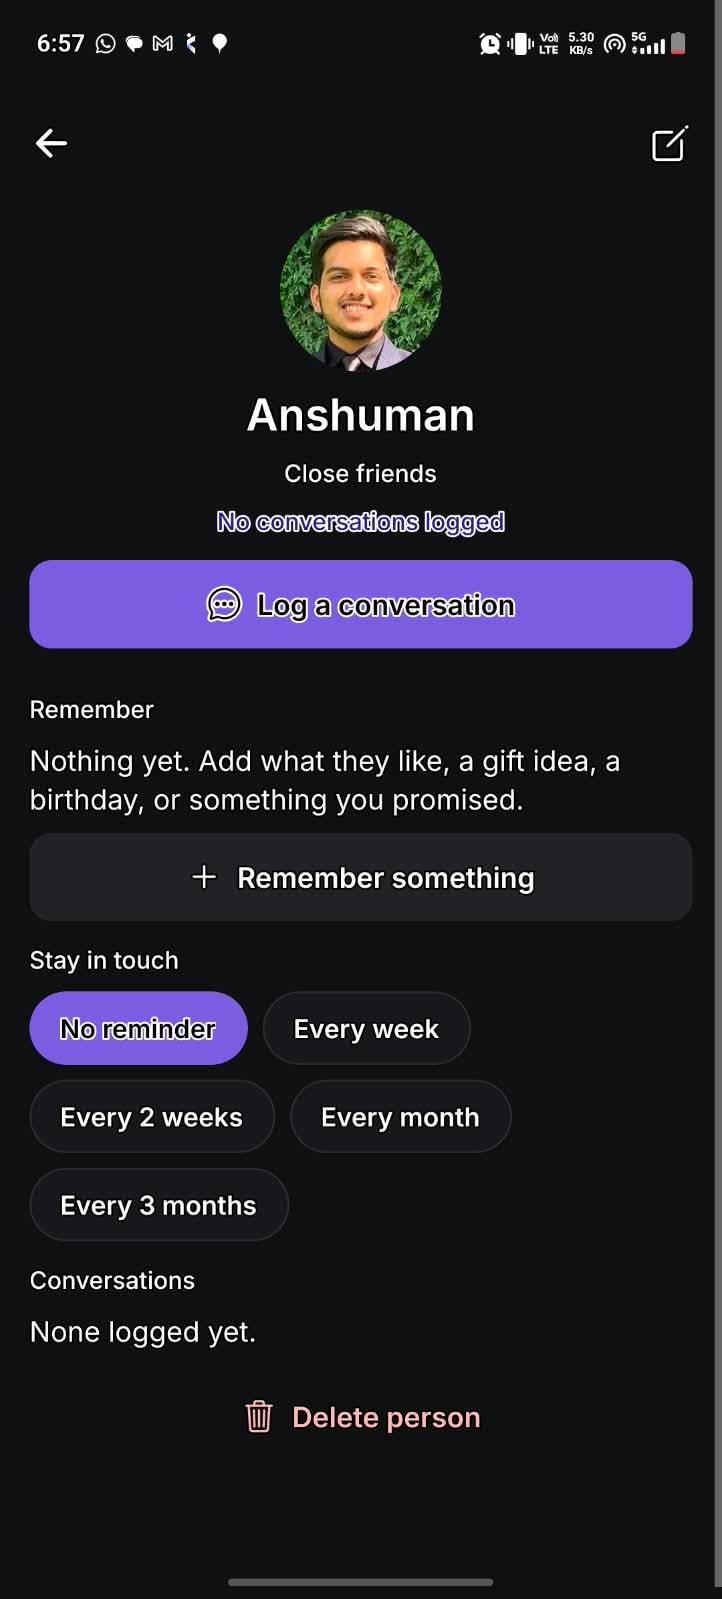 6:57
Vo)) LTE 5.30 KB/s 5G
Anshuman
Close friends
No conversations logged
Log a conversation
Remember
Nothing yet. Add what they like, a gift idea, a
birthday, or something you promised.
Remember something
Stay in touch
No reminder Every week
Every 2 weeks Every month
Every 3 months
Conversations
None logged yet.
Delete person